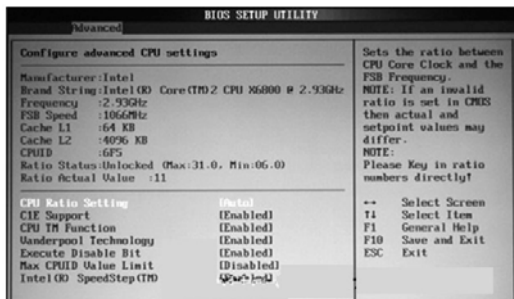 BIOS SETUP UTILITY
Advanced
Configure advanced CPU settings
Manufacturer:Intel
Brand String:Intel(R) Core(TM)2 CPU X6800 @ 2.93GHz
Frequency :2.93GHz
FSB Speed :1066MHz
Cache L1 :64 KB
Cache L2 :4096 KB
CPUID :6F5
Ratio Status:Unlocked (Max:31.0, Min:06.0)
Ratio Actual Value :11
CPU Ratio Setting [Auto]
C1E Support [Enabled]
CPU TM Function [Enabled]
Vanderpool Technology [Enabled]
Execute Disable Bit [Enabled]
Max CPUID Value Limit [Disabled]
Intel(R) SpeedStep(TM)
Sets the ratio between
CPU Core Clock and the
FSB Frequency.
NOTE: If an invalid
ratio is set in CMOS
then actual and
setpoint values may
differ.
NOTE:
Please Key in ratio
numbers directly!
↔ Select Screen
↑↓ Select Item
F1 General Help
F10 Save and Exit
ESC Exit